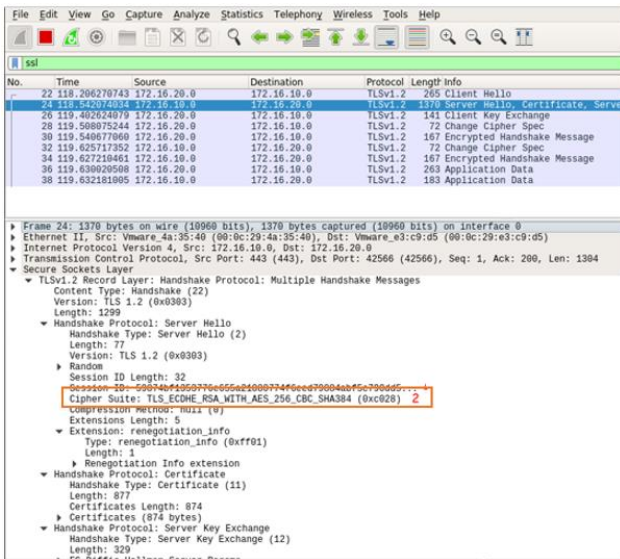 File Edit View Go Capture Analyze Statistics Telephony Wireless Tools Help
ssl
No. Time Source Destination Protocol Length Info
22 118.206270743 172.16.20.0 172.16.10.0 TLSv1.2 265 Client Hello
24 118.542074034 172.16.10.0 172.16.20.0 TLSv1.2 1370 Server Hello, Certificate, Serve
26 119.402624079 172.16.20.0 172.16.10.0 TLSv1.2 141 Client Key Exchange
28 119.508075244 172.16.20.0 172.16.10.0 TLSv1.2 72 Change Cipher Spec
30 119.540677060 172.16.20.0 172.16.10.0 TLSv1.2 167 Encrypted Handshake Message
32 119.625717352 172.16.10.0 172.16.20.0 TLSv1.2 72 Change Cipher Spec
34 119.627210461 172.16.10.0 172.16.20.0 TLSv1.2 167 Encrypted Handshake Message
36 119.630020508 172.16.20.0 172.16.10.0 TLSv1.2 263 Application Data
38 119.632181005 172.16.10.0 172.16.20.0 TLSv1.2 183 Application Data
Frame 24: 1370 bytes on wire (10960 bits), 1370 bytes captured (10960 bits) on interface 0
Ethernet II, Src: Vmware_4a:35:40 (00:0c:29:4a:35:40), Dst: Vmware_e3:c9:d5 (00:0c:29:e3:c9:d5)
Internet Protocol Version 4, Src: 172.16.10.0, Dst: 172.16.20.0
Transmission Control Protocol, Src Port: 443 (443), Dst Port: 42566 (42566), Seq: 1, Ack: 200, Len: 1304
Secure Sockets Layer
TLSv1.2 Record Layer: Handshake Protocol: Multiple Handshake Messages
Content Type: Handshake (22)
Version: TLS 1.2 (0x0303)
Length: 1299
Handshake Protocol: Server Hello
Handshake Type: Server Hello (2)
Length: 77
Version: TLS 1.2 (0x0303)
Random
Session ID Length: 32
Session ID:
Cipher Suite: TLS_ECDHE_RSA_WITH_AES_256_CBC_SHA384 (0xc028) 2
Compression Method: null (0)
Extensions Length: 5
Extension: renegotiation_info
Type: renegotiation_info (0xff01)
Length: 1
Renegotiation Info extension
Handshake Protocol: Certificate
Handshake Type: Certificate (11)
Length: 877
Certificates Length: 874
Certificates (874 bytes)
Handshake Protocol: Server Key Exchange
Handshake Type: Server Key Exchange (12)
Length: 329